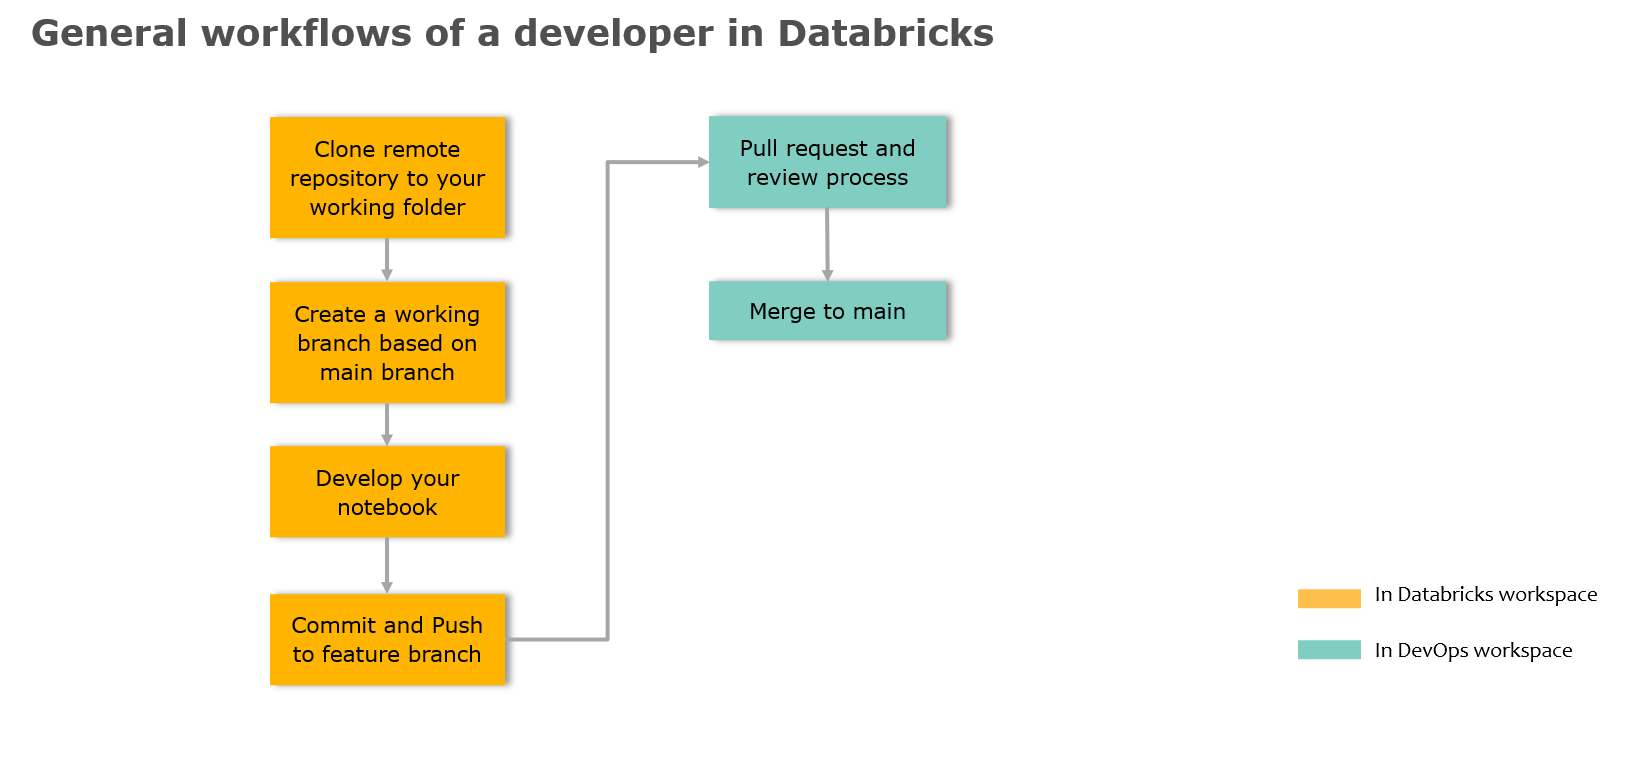 General workflows of a developer in Databricks
Clone remote
repository to your
working folder
Create a working
branch based on
main branch
Develop your
notebook
Commit and Push
to feature branch
Pull request and
review process
Merge to main
In Databricks workspace
In DevOps workspace